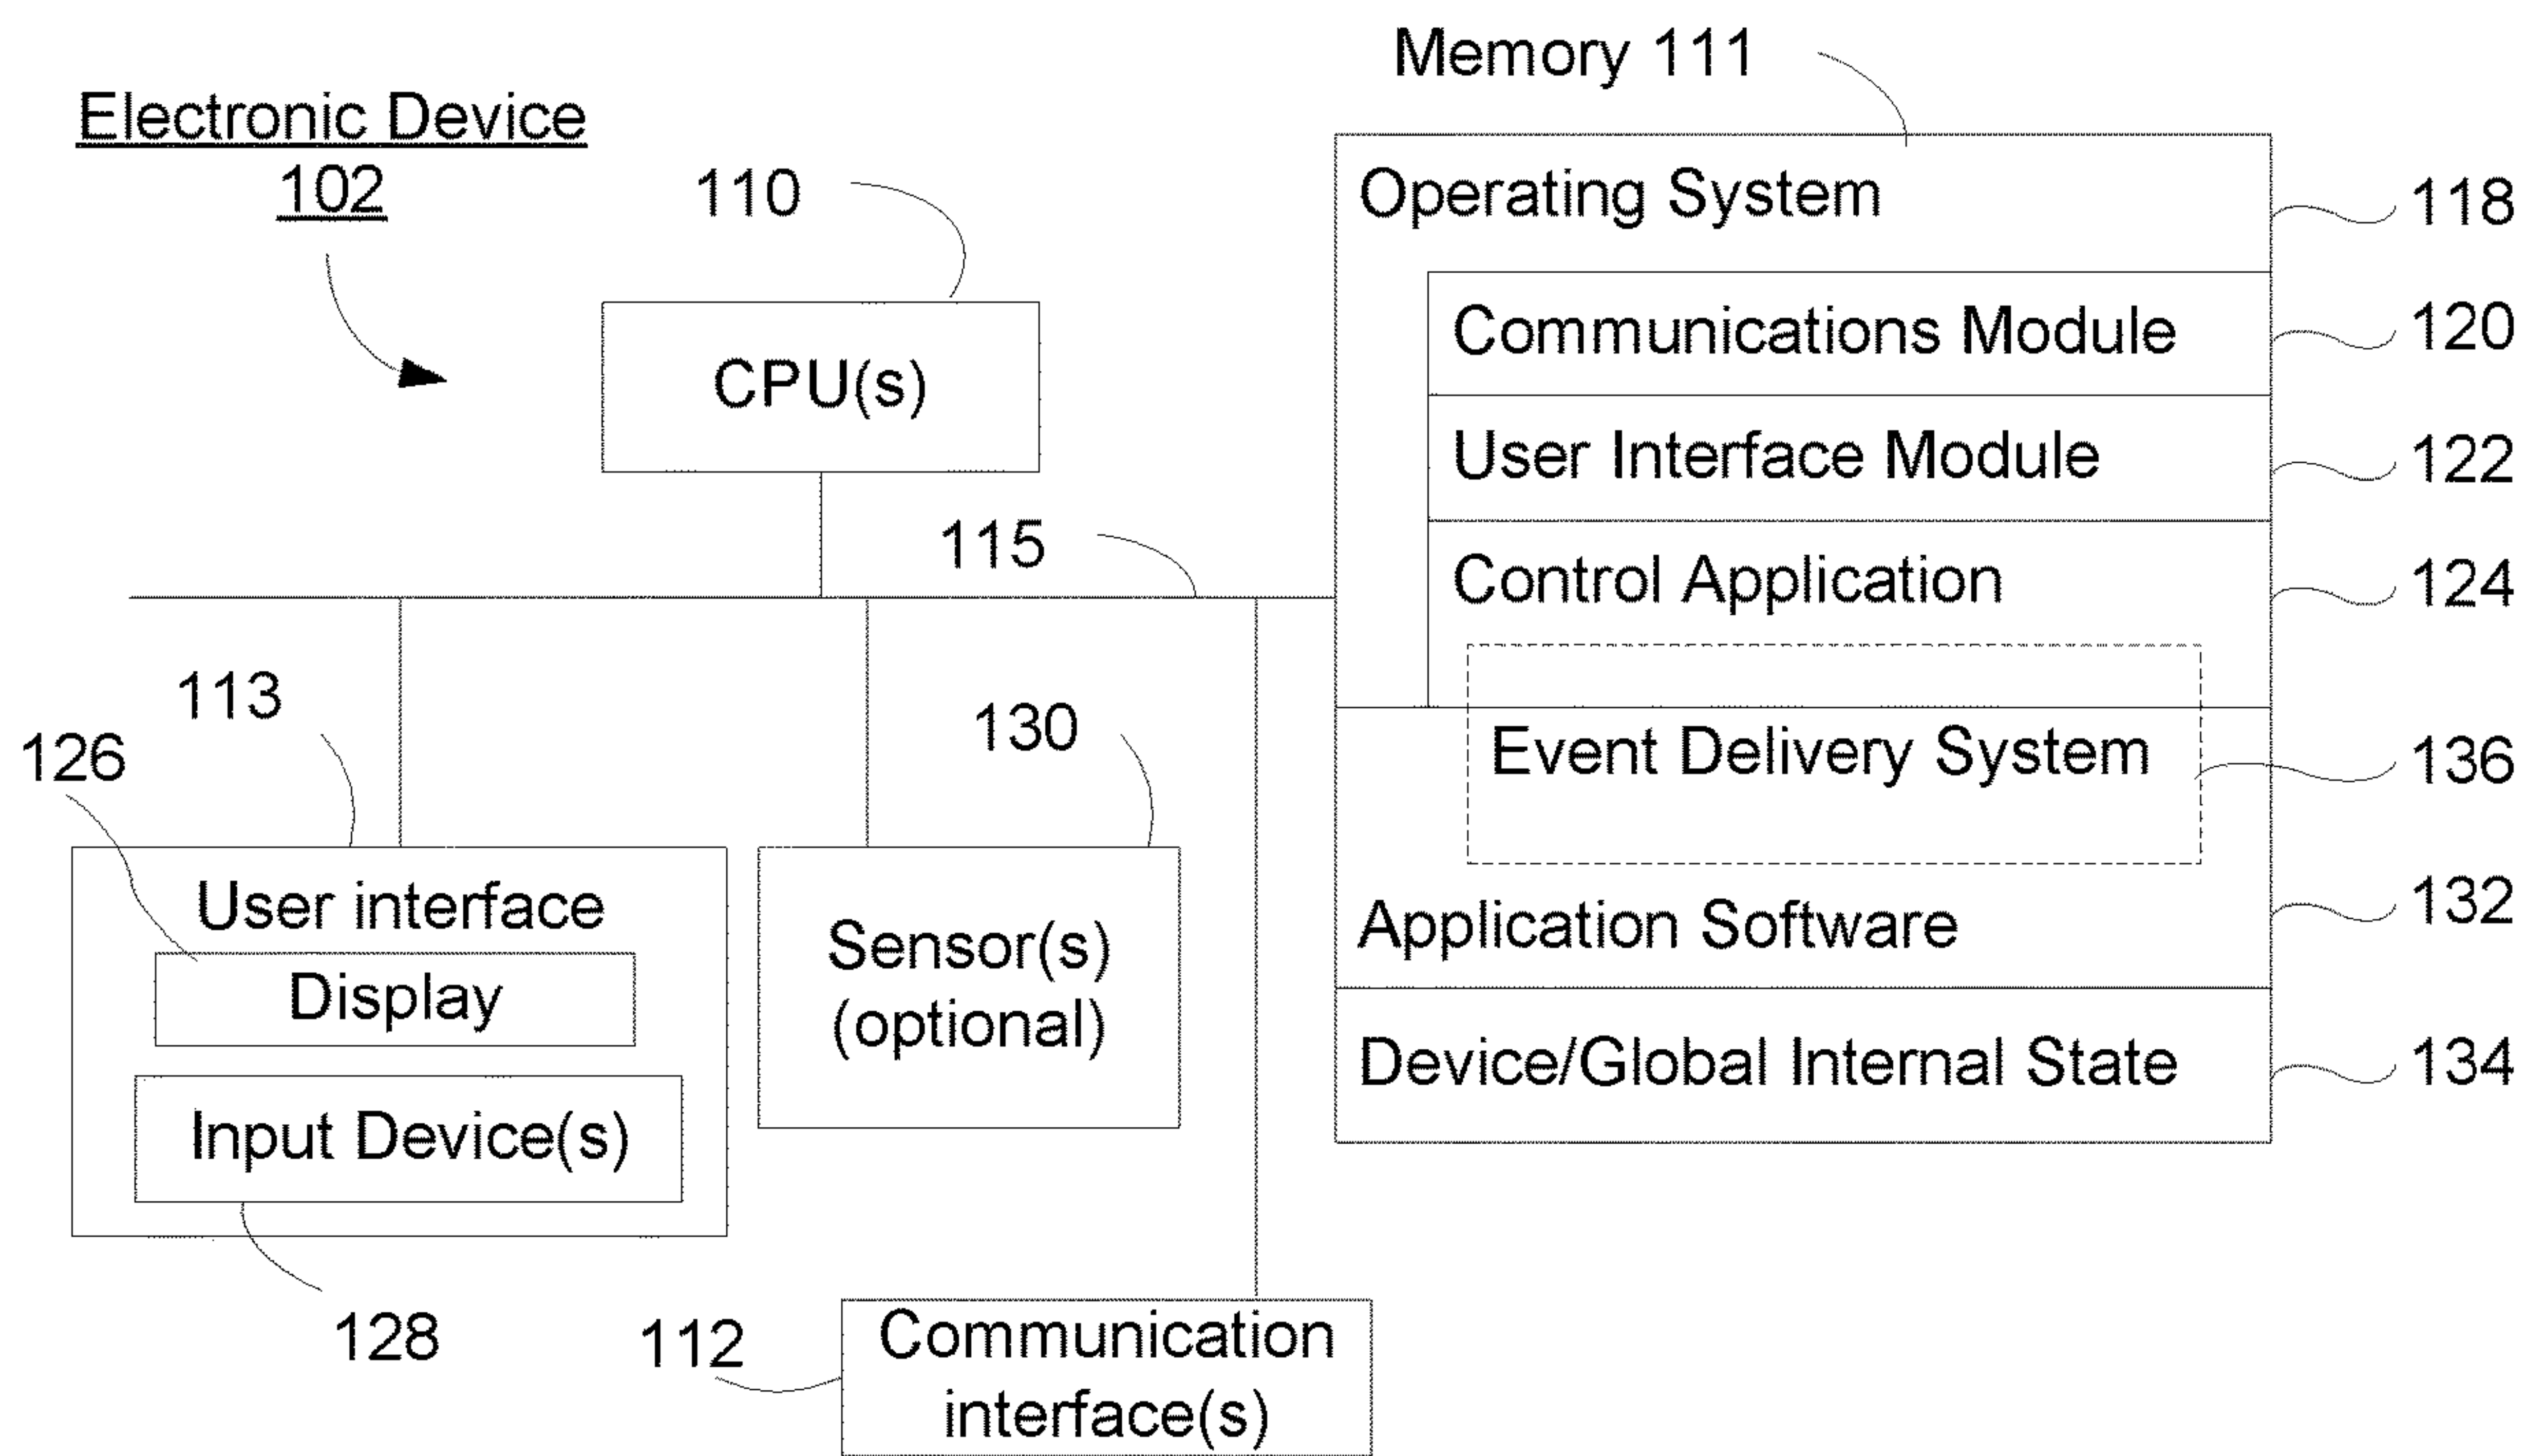 Memory 111
Electronic Device
102
110
Operating System
118
Communications Module
120
CPU(s)
User Interface Module
122
115
Control Application
124
113
130
126
Event Delivery System
136
User interface
Sensor(s)
(optional)
Application Software
132
Display
Device/Global Internal State
134
Input Device(s)
128
112
Communication
interface(s)